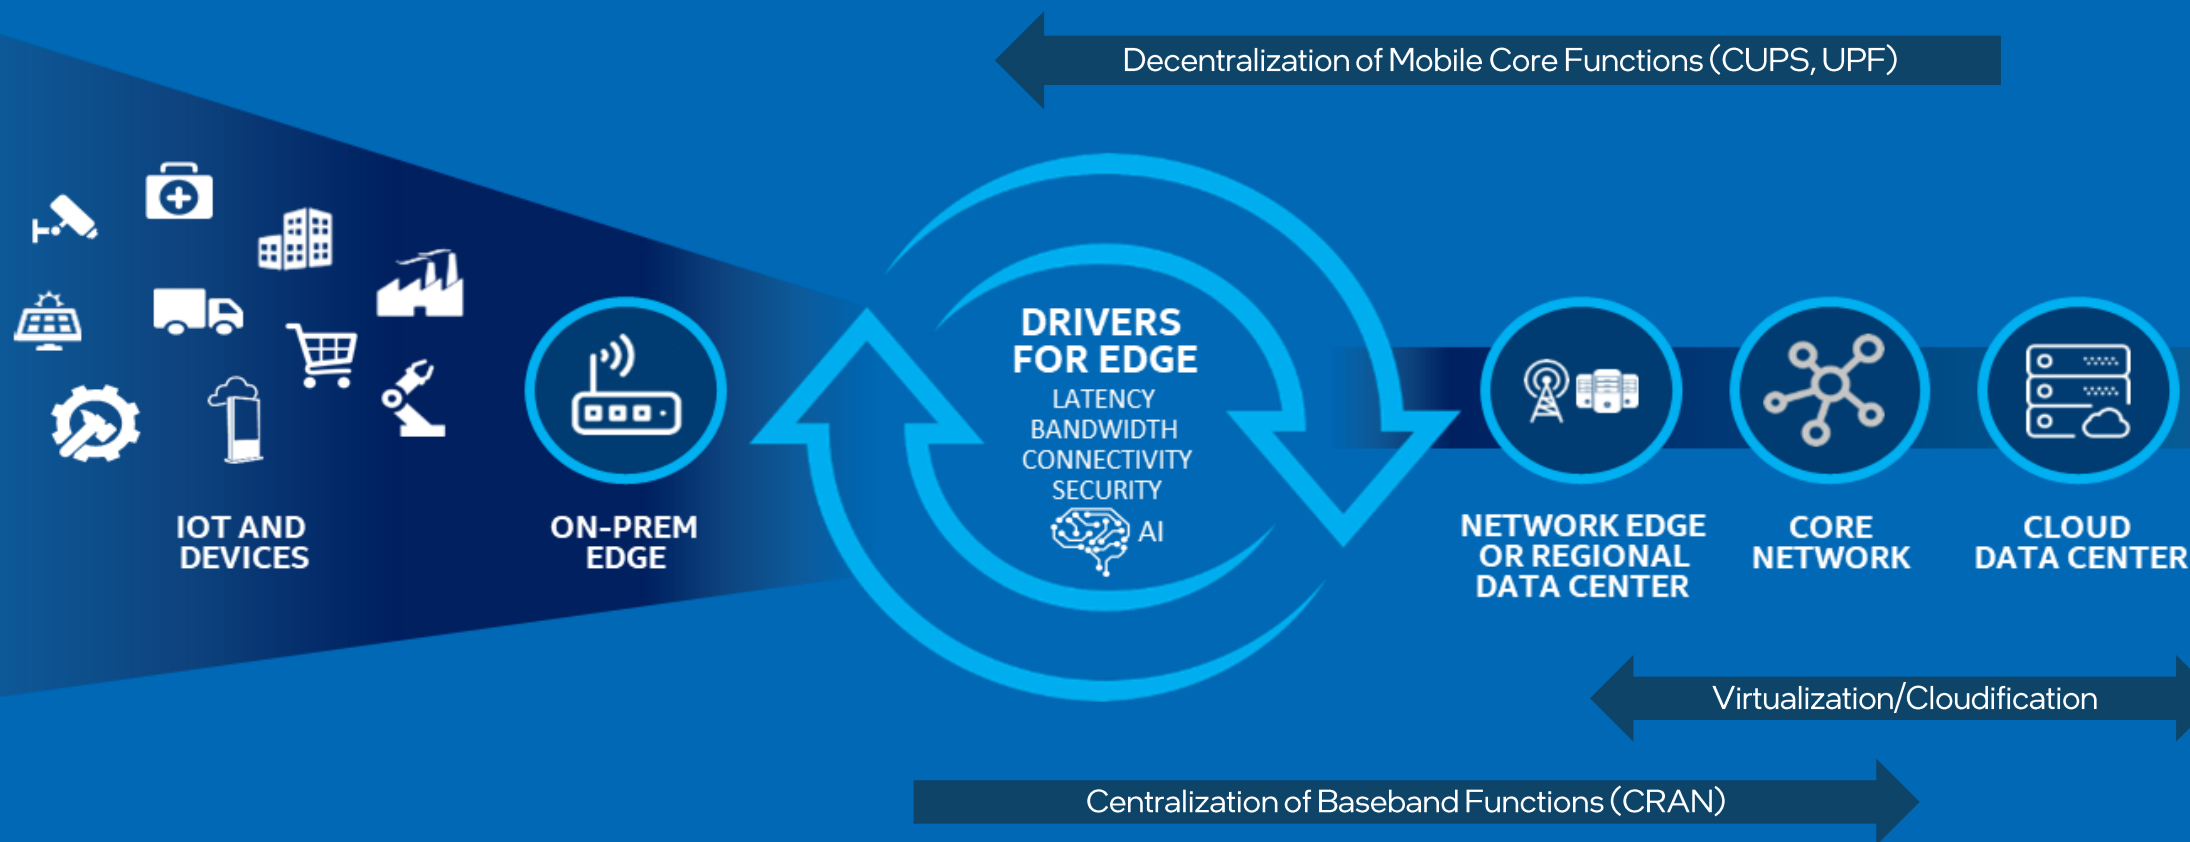 Decentralization of Mobile Core Functions (CUPS, UPF)
DRIVERS
FOR EDGE
LATENCY
BANDWIDTH
CONNECTIVITY
SECURITY
AI
IOT AND
DEVICES
ON-PREM
EDGE
NETWORK EDGE
OR REGIONAL
DATA CENTER
CORE
NETWORK
CLOUD
DATA CENTER
Virtualization/Cloudification
Centralization of Baseband Functions (CRAN)